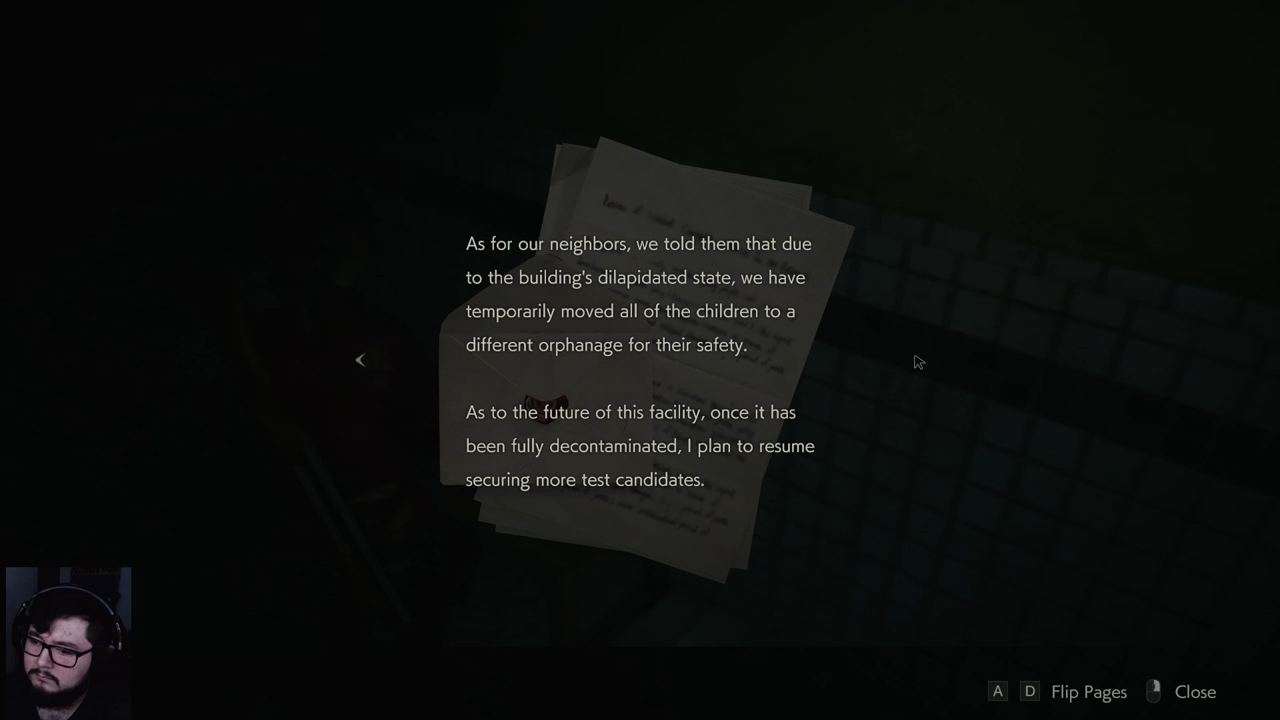 As for our neighbors, we told them that due
to the building's dilapidated state, we have
temporarily moved all of the children to a
different orphanage for their safety.
As to the future of this facility, once it has
been fully decontaminated, I plan to resume
securing more test candidates.
A D Flip Pages Close